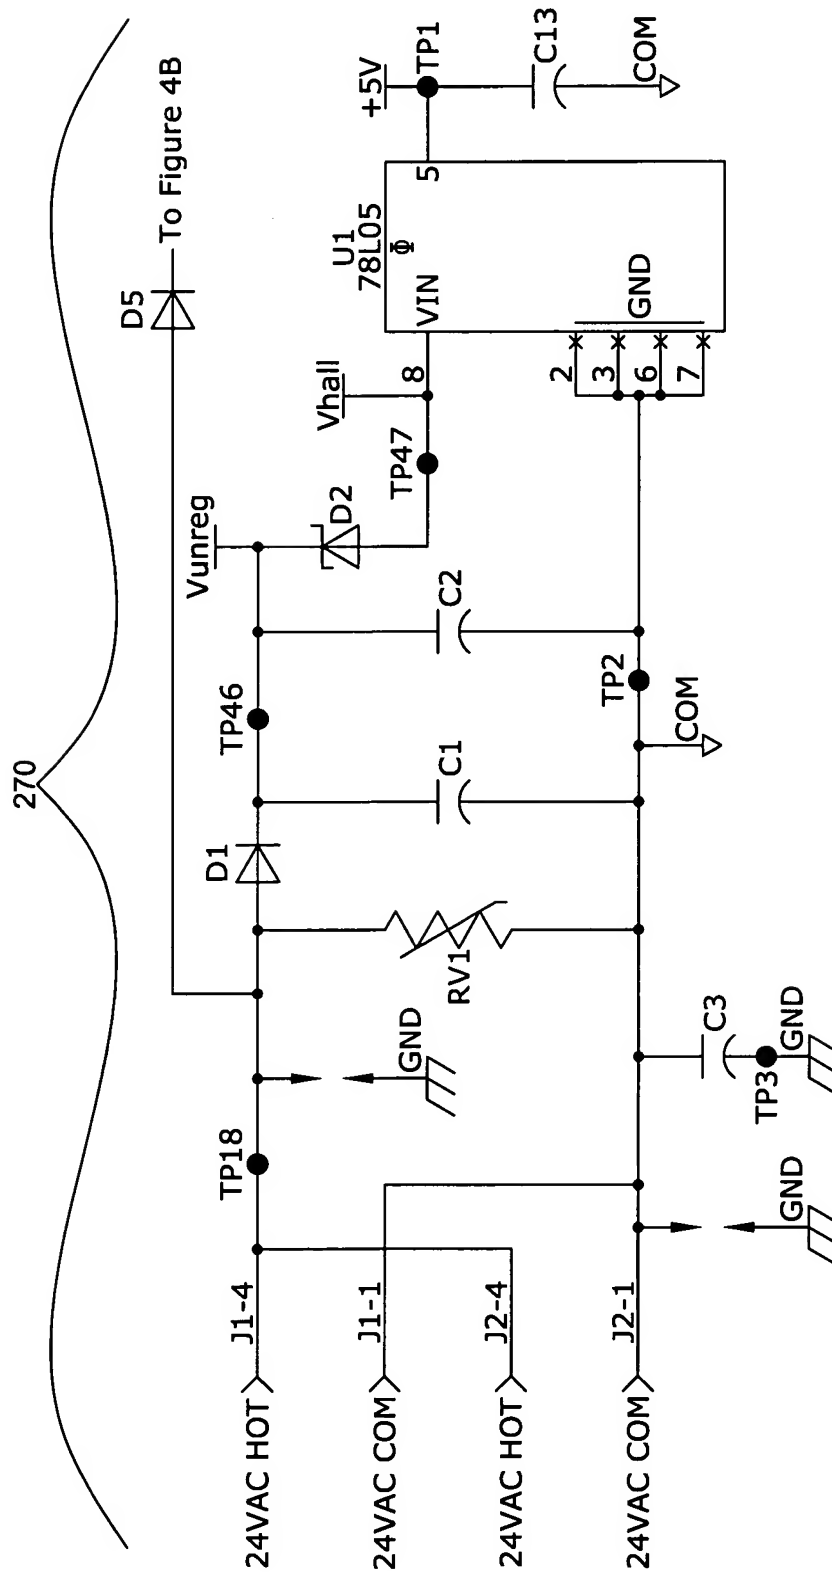 270
D5
To Figure 4B
Vunreg
D1
TP46
C1
C2
D2
TP47
Vhall
8
VIN
U1
78L05
Φ
5
+5V
TP1
C13
COM
GND
2
3
6
7
TP2
COM
RV1
GND
TP18
C3
TP3
GND
GND
24VAC HOT
J1-4
24VAC COM
J1-1
24VAC HOT
J2-4
24VAC COM
J2-1